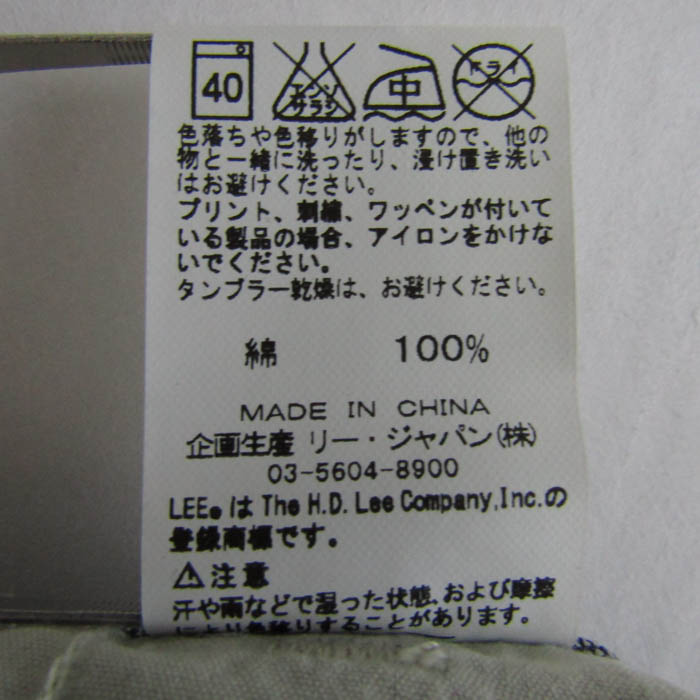 40 エンソ サラシ 中 ドライ
色落ちや色移りがしますので、他の
物と一緒に洗ったり、浸け置き洗い
はお避けください。
プリント、刺繍、ワッペンが付いて
いる製品の場合、アイロンをかけな
いでください。
タンブラー乾燥は、お避けください。
綿 100%
MADE IN CHINA
企画生産 リー・ジャパン(株)
03-5604-8900
LEE®は The H.D. Lee Company,Inc.の
登録商標です。
⚠注意
汗や雨などで湿った状態、および摩擦
により色移りすることがあります。